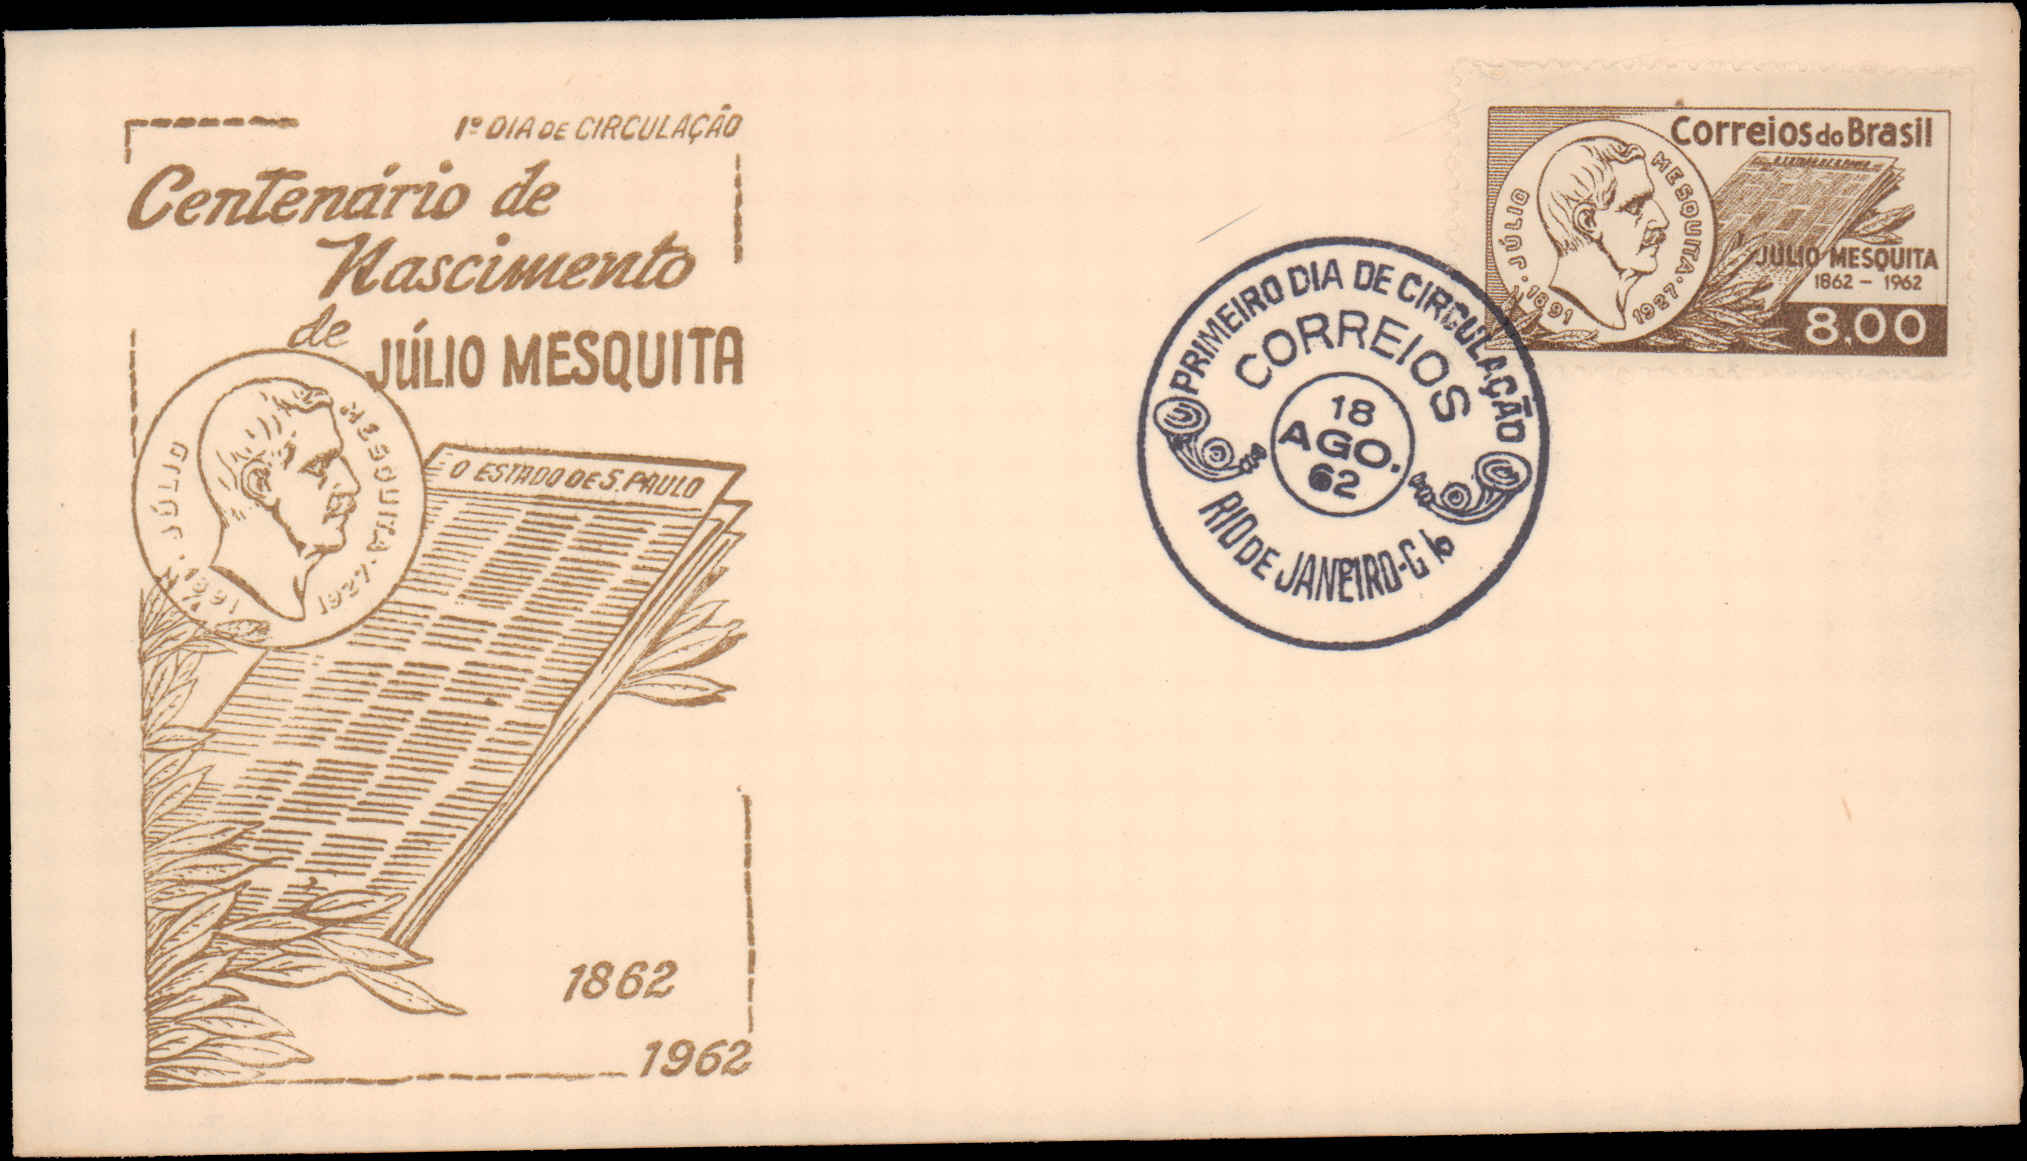 1º DIA DE CIRCULAÇÃO
Centenário de
Nascimento
de
JÚLIO MESQUITA
JÚLIO MESQUITA
1891 1927
O ESTADO DE S. PAULO
1862
1962
PRIMEIRO DIA DE CIRCULAÇÃO
CORREIOS
18
AGO.
62
RIO DE JANEIRO-GB
Correios do Brasil
JÚLIO MESQUITA
1891 1927
JÚLIO MESQUITA
1862 - 1962
8,00